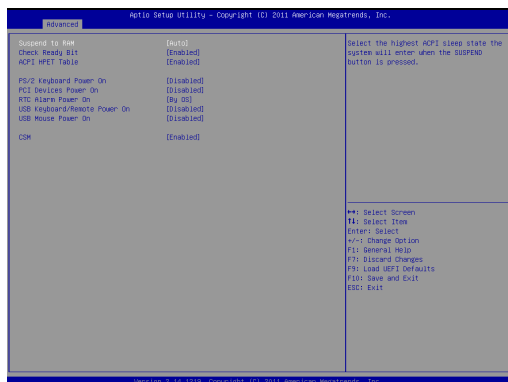 Aptio Setup Utility – Copyright (C) 2011 American Megatrends, Inc.
Advanced
Suspend to RAM [Auto]
Check Ready Bit [Enabled]
ACPI HPET Table [Enabled]
PS/2 Keyboard Power On [Disabled]
PCI Devices Power On [Disabled]
RTC Alarm Power On [By OS]
USB Keyboard/Remote Power On [Disabled]
USB Mouse Power On [Disabled]
CSM [Enabled]
Select the highest ACPI sleep state the
system will enter when the SUSPEND
button is pressed.
↔: Select Screen
↑↓: Select Item
Enter: Select
+/-: Change Option
F1: General Help
F7: Discard Changes
F9: Load UEFI Defaults
F10: Save and Exit
ESC: Exit
Version 2.14.1219. Copyright (C) 2011 American Megatrends, Inc.